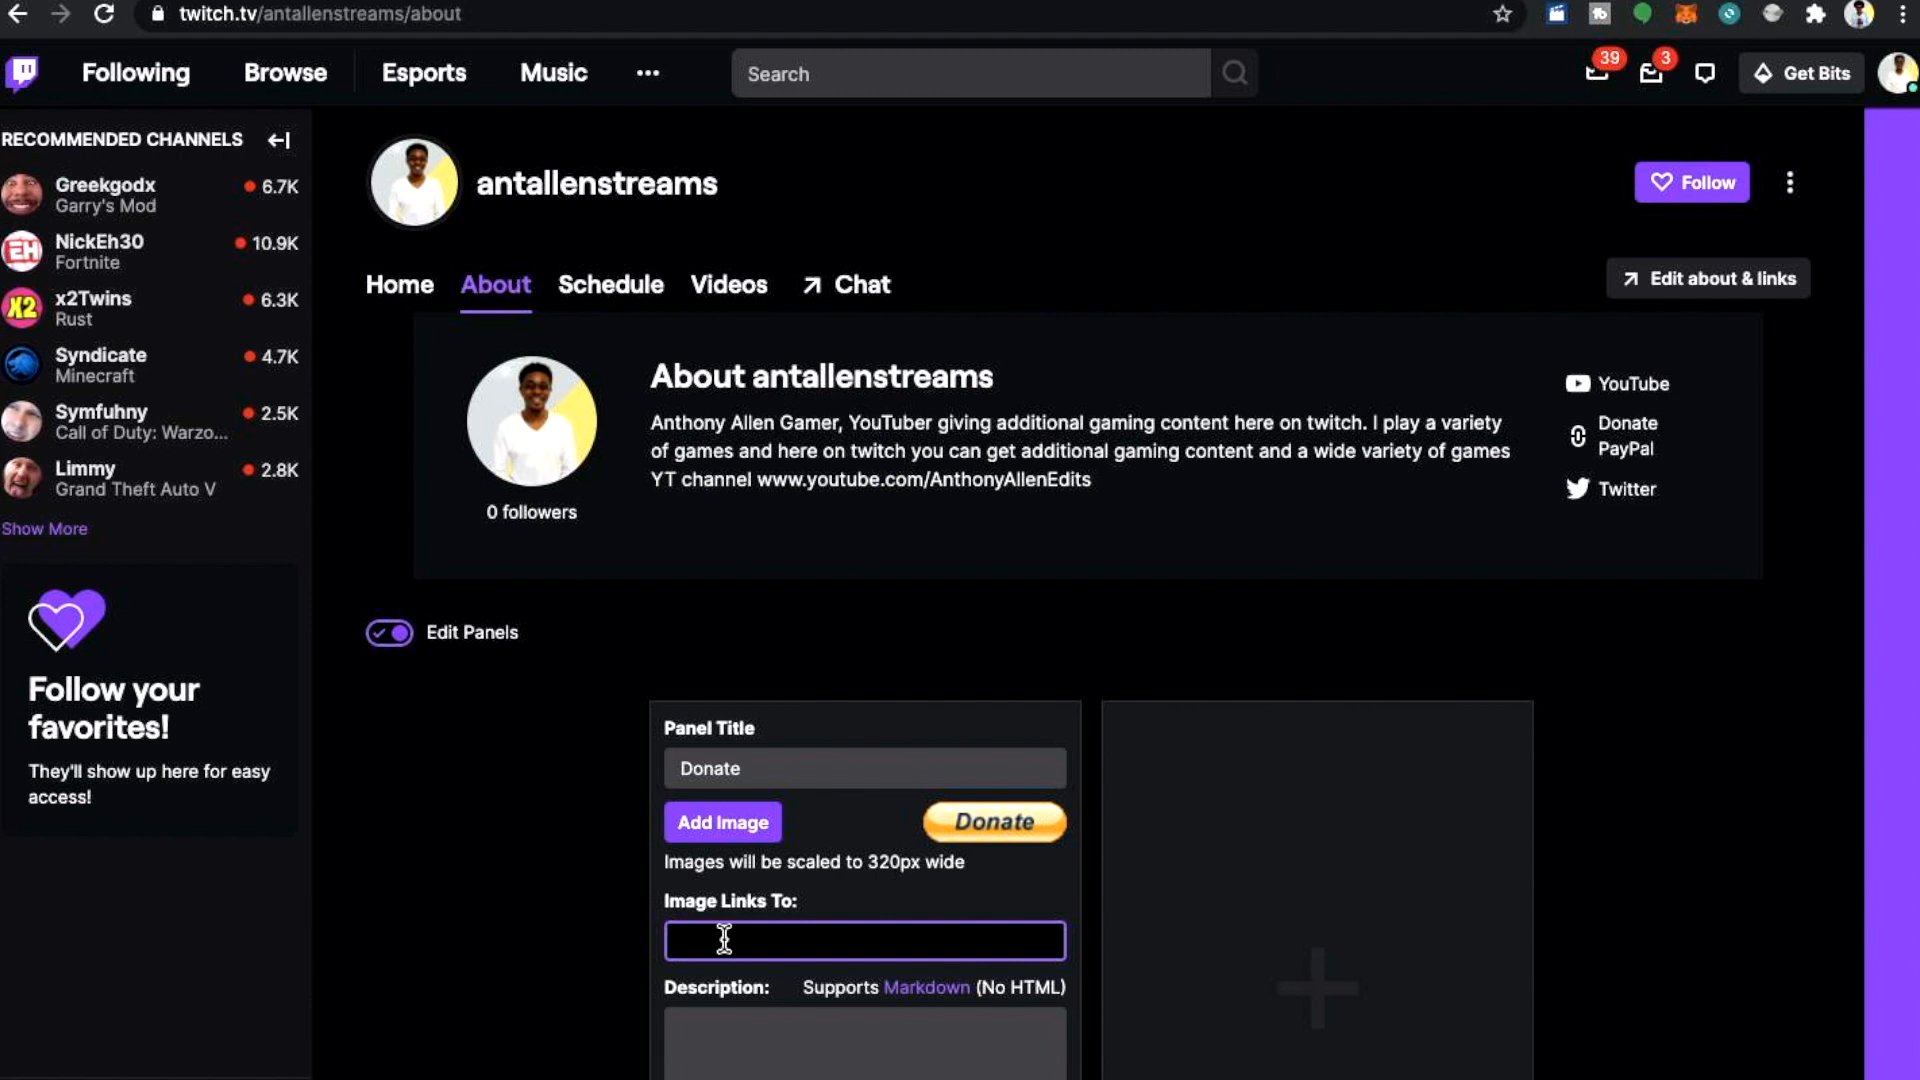 twitch.tv/antallenstreams/about
Following
Browse
Esports
Music
Search
39
3
Get Bits
RECOMMENDED CHANNELS
Greekgodx
6.7K
Garry's Mod
NickEh30
10.9K
Fortnite
x2Twins
6.3K
Rust
Syndicate
4.7K
Minecraft
Symfuhny
2.5K
Call of Duty: Warzo...
Limmy
2.8K
Grand Theft Auto V
Show More
Follow your
favorites!
They'll show up here for easy
access!
antallenstreams
Follow
Home
About
Schedule
Videos
Chat
Edit about & links
0 followers
About antallenstreams
Anthony Allen Gamer, YouTuber giving additional gaming content here on twitch. I play a variety
of games and here on twitch you can get additional gaming content and a wide variety of games
YT channel www.youtube.com/AnthonyAllenEdits
YouTube
Donate
PayPal
Twitter
Edit Panels
Panel Title
Donate
Add Image
Donate
Images will be scaled to 320px wide
Image Links To:
Description:
Supports Markdown (No HTML)
EH
X2
tb